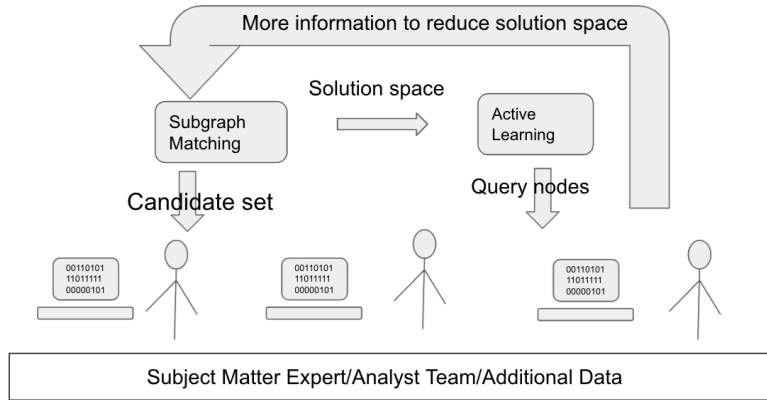 More information to reduce solution space
Solution space
Subgraph
Matching
Active
Learning
Candidate set
Query nodes
00110101
11011111
00000101
00110101
11011111
00000101
00110101
11011111
00000101
Subject Matter Expert/Analyst Team/Additional Data